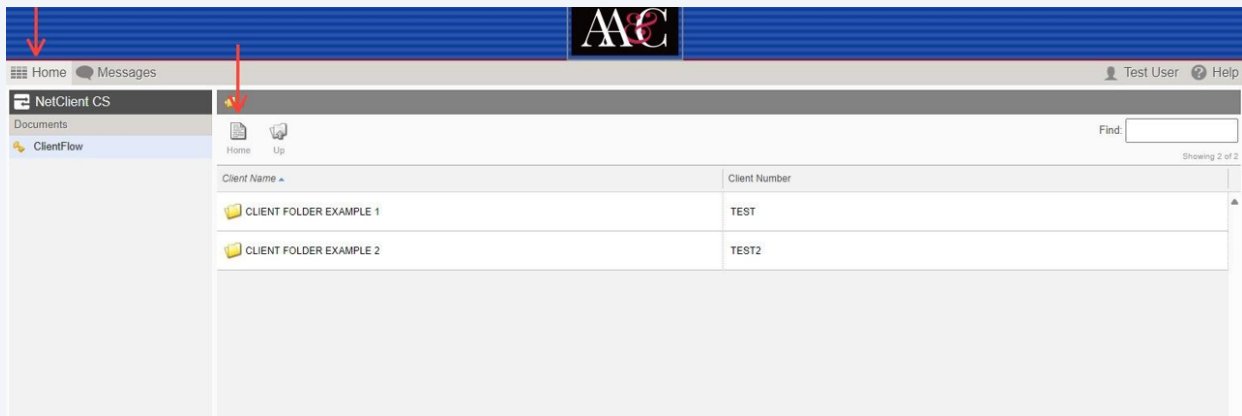 AA&C
Home Messages Test User Help
NetClient CS
Documents
ClientFlow
Home Up Find:
Showing 2 of 2
Client Name Client Number
CLIENT FOLDER EXAMPLE 1 TEST
CLIENT FOLDER EXAMPLE 2 TEST2